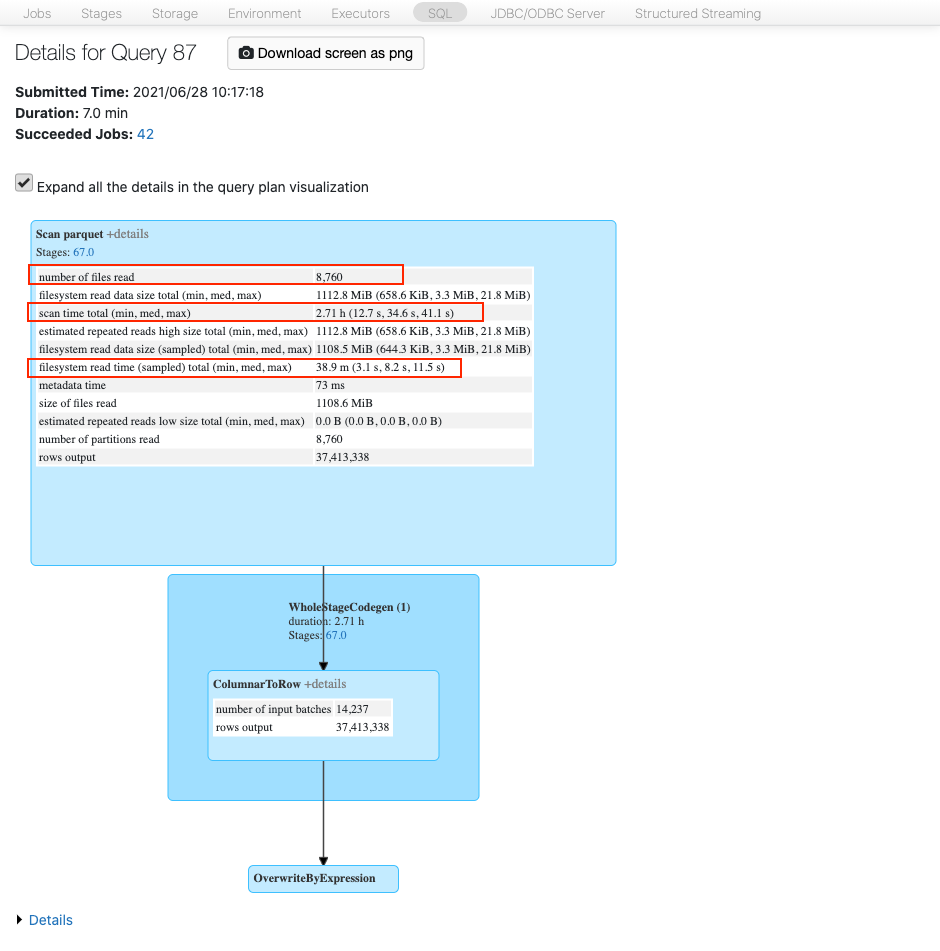 Jobs Stages Storage Environment Executors SQL JDBC/ODBC Server Structured Streaming
Details for Query 87
Download screen as png
Submitted Time: 2021/06/28 10:17:18
Duration: 7.0 min
Succeeded Jobs: 42
Expand all the details in the query plan visualization
Scan parquet +details
Stages: 67.0
number of files read 8,760
filesystem read data size total (min, med, max) 1112.8 MiB (658.6 KiB, 3.3 MiB, 21.8 MiB)
scan time total (min, med, max) 2.71 h (12.7 s, 34.6 s, 41.1 s)
estimated repeated reads high size total (min, med, max) 1112.8 MiB (658.6 KiB, 3.3 MiB, 21.8 MiB)
filesystem read data size (sampled) total (min, med, max) 1108.5 MiB (644.3 KiB, 3.3 MiB, 21.8 MiB)
filesystem read time (sampled) total (min, med, max) 38.9 m (3.1 s, 8.2 s, 11.5 s)
metadata time 73 ms
size of files read 1108.6 MiB
estimated repeated reads low size total (min, med, max) 0.0 B (0.0 B, 0.0 B, 0.0 B)
number of partitions read 8,760
rows output 37,413,338
WholeStageCodegen (1)
duration: 2.71 h
Stages: 67.0
ColumnarToRow +details
number of input batches 14,237
rows output 37,413,338
OverwriteByExpression
Details